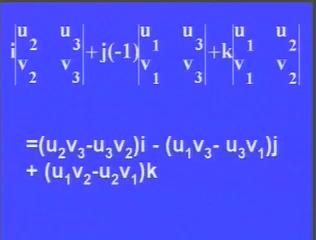 i|u₂ u₃|+j(-1)|u₁ u₃|+k|u₁ u₂|
|v₂ v₃| |v₁ v₃| |v₁ v₂|
=(u₂v₃-u₃v₂)i - (u₁v₃- u₃v₁)j
+ (u₁v₂-u₂v₁)k